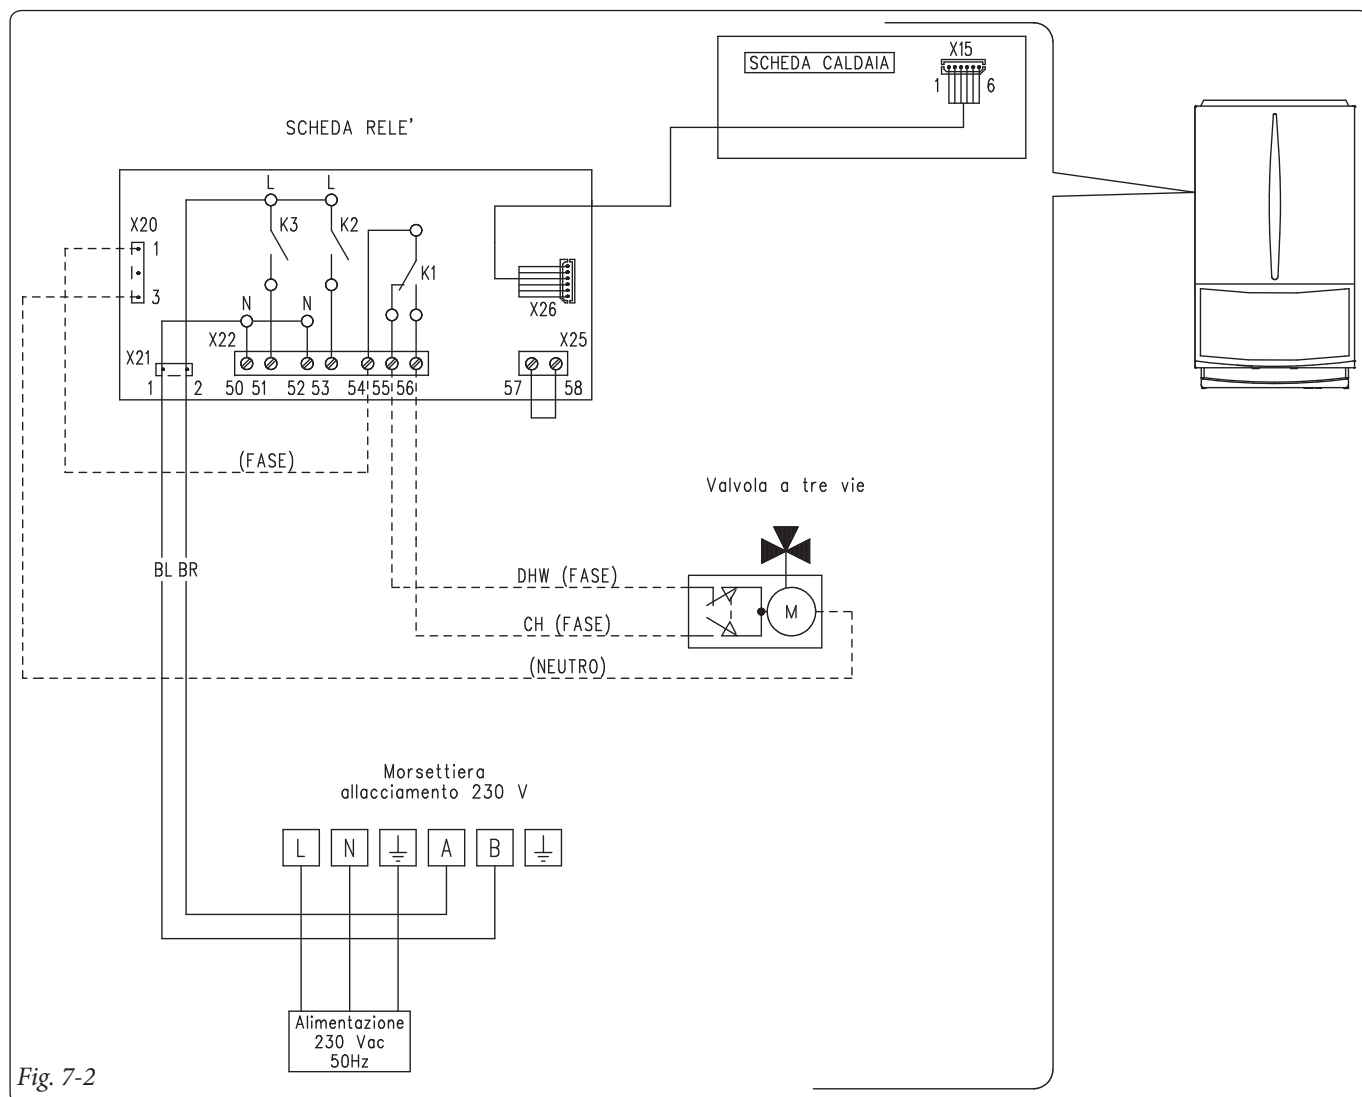 SCHEDA CALDAIA
X15
1 6
SCHEDA RELE'
L L
X20
K3 K2
1
K1
3
X26
N N
X21 X22 X25
1 2 50 51 52 53 54 55 56 57 58
(FASE)
Valvola a tre vie
BL BR
DHW (FASE)
M
CH (FASE)
(NEUTRO)
Morsettiera
allacciamento 230 V
L N A B
Alimentazione
230 Vac
50Hz
Fig. 7-2